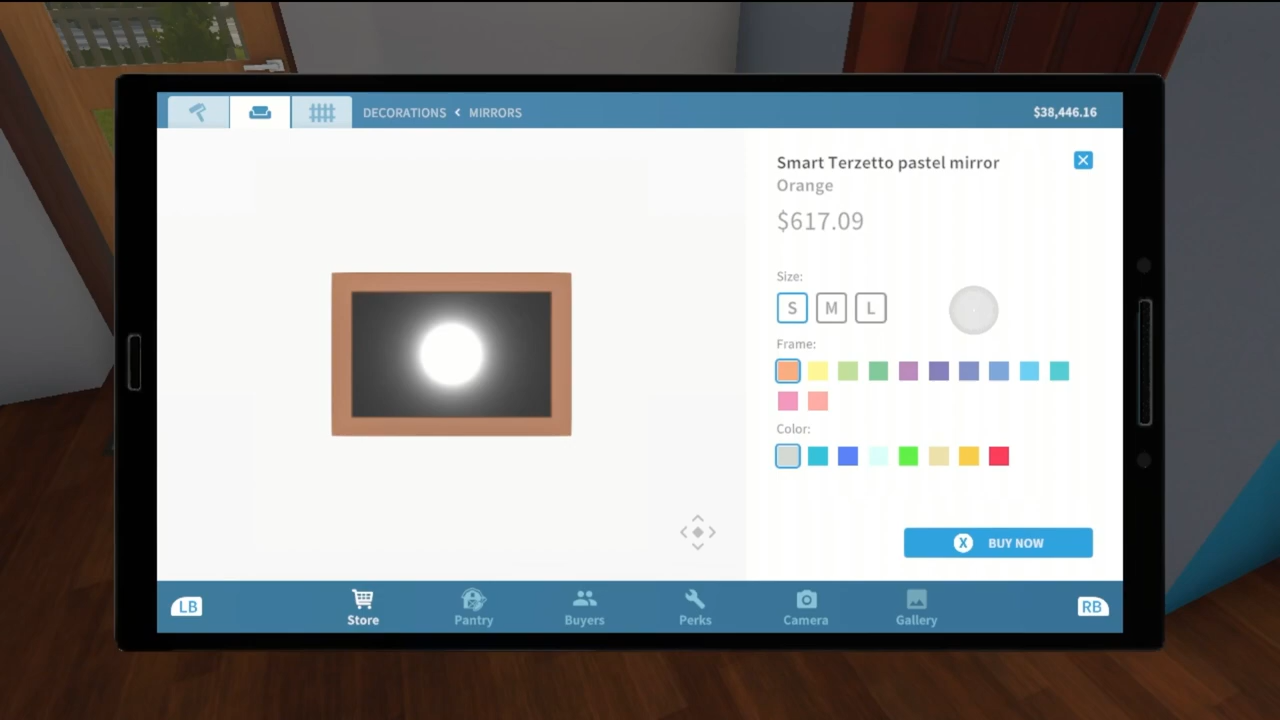 DECORATIONS < MIRRORS
$38,446.16
Smart Terzetto pastel mirror
Orange
$617.09
Size:
S M L
Frame:
Color:
X BUY NOW
LB
Store
Pantry
Buyers
Perks
Camera
Gallery
RB